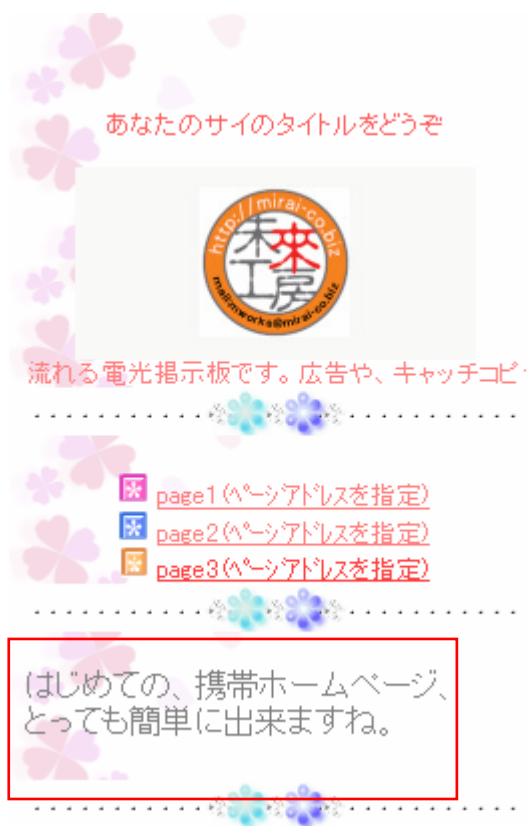 あなたのサイのタイトルをどうぞ
http://mirai-co.biz
未來
工房
mail:mworks@mirai-co.biz
流れる電光掲示板です。広告や、キャッチコピ
page1(ページアドレスを指定)
page2(ページアドレスを指定)
page3(ページアドレスを指定)
はじめての、携帯ホームページ、
とっても簡単に出来ますね。